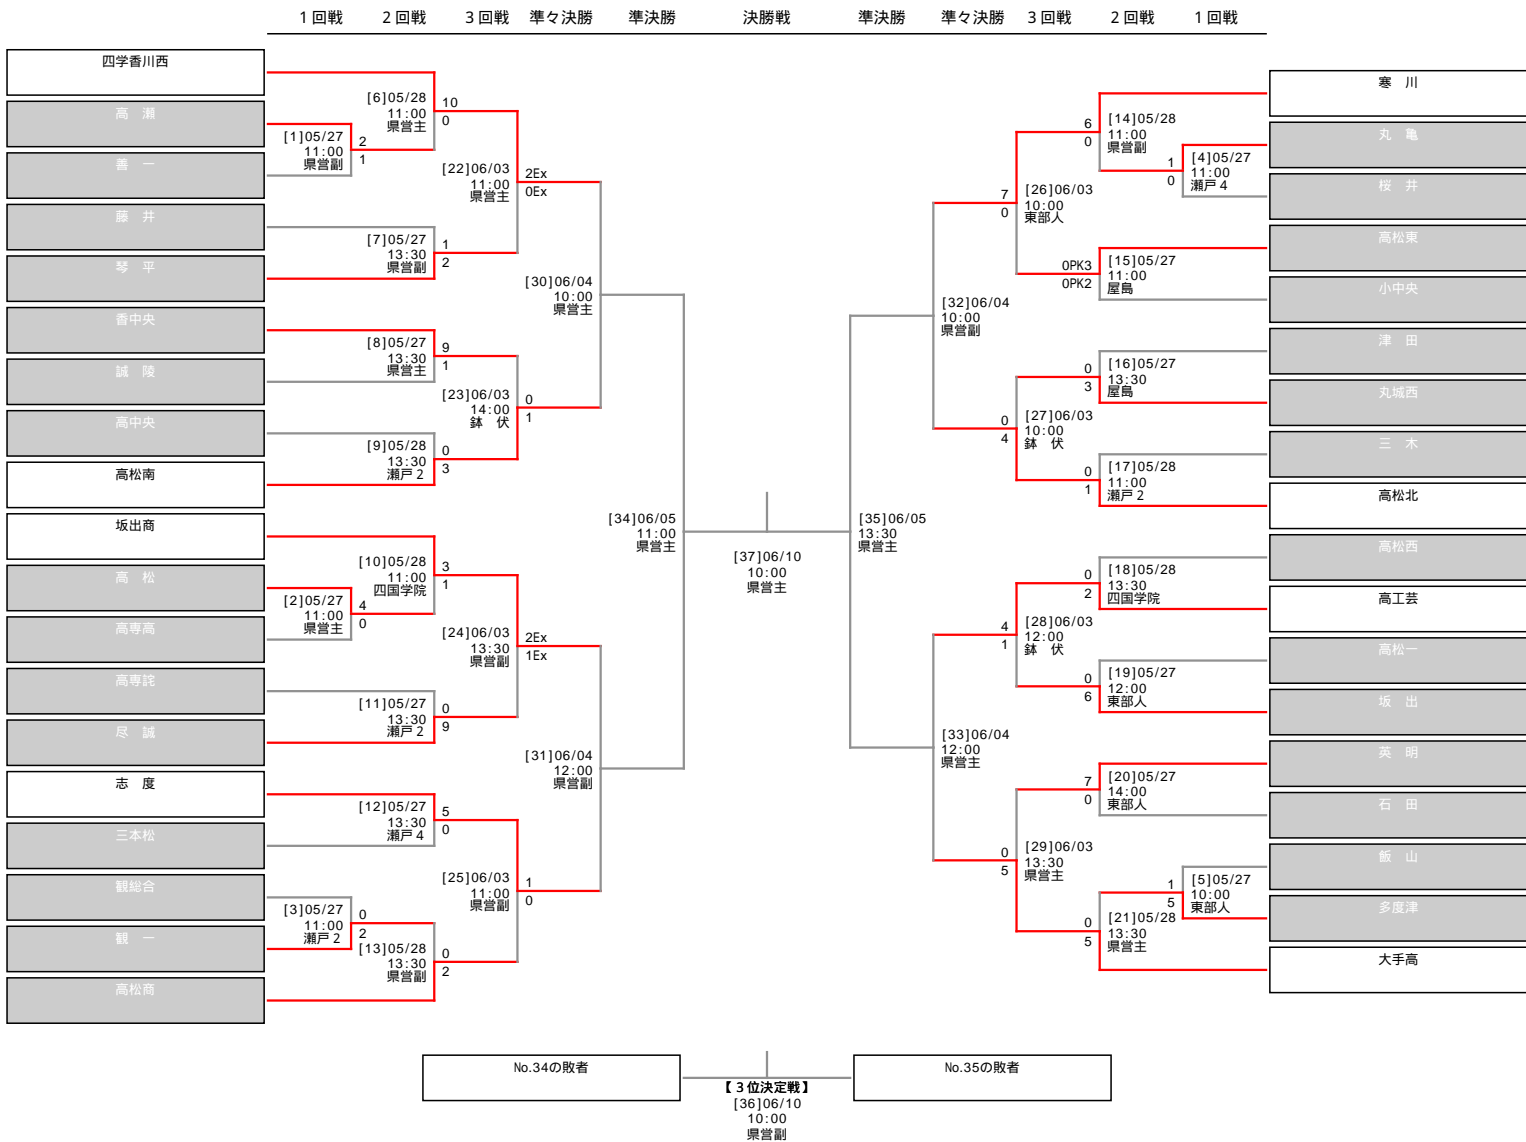 1回戦 2回戦 3回戦 準々決勝 準決勝 決勝戦 準決勝 準々決勝 3回戦 2回戦 1回戦
四学香川西
高 瀬
善 一
藤 井
琴 平
香中央
誠 陵
高中央
高松南
坂出商
高 松
高専高
高専詫
尽 誠
志 度
三本松
観総合
観 一
高松商
[1]05/27
11:00
県営副
2
1
[2]05/27
11:00
県営主
4
0
[3]05/27
11:00
瀬戸2
0
2
[6]05/28
11:00
県営主
10
0
[7]05/27
13:30
県営副
1
2
[8]05/27
13:30
県営主
9
1
[9]05/28
13:30
瀬戸2
0
3
[10]05/28
11:00
四国学院
3
1
[11]05/27
13:30
瀬戸2
0
9
[12]05/27
13:30
瀬戸4
5
0
[13]05/28
13:30
県営副
0
2
[22]06/03
11:00
県営主
2Ex
0Ex
[23]06/03
14:00
鉢 伏
0
1
[24]06/03
13:30
県営副
2Ex
1Ex
[25]06/03
11:00
県営副
1
0
[30]06/04
10:00
県営主
[31]06/04
12:00
県営副
[34]06/05
11:00
県営主
[37]06/10
10:00
県営主
[35]06/05
13:30
県営主
[32]06/04
10:00
県営副
[33]06/04
12:00
県営主
7
0
[26]06/03
10:00
東部人
0
4
[27]06/03
10:00
鉢 伏
4
1
[28]06/03
12:00
鉢 伏
0
5
[29]06/03
13:30
県営主
6
0
[14]05/28
11:00
県営副
0PK3
0PK2
[15]05/27
11:00
屋島
0
3
[16]05/27
13:30
屋島
0
1
[17]05/28
11:00
瀬戸2
0
2
[18]05/28
13:30
四国学院
0
6
[19]05/27
12:00
東部人
7
0
[20]05/27
14:00
東部人
0
5
[21]05/28
13:30
県営主
1
0
[4]05/27
11:00
瀬戸4
1
5
[5]05/27
10:00
東部人
寒 川
丸 亀
桜 井
高松東
小中央
津 田
丸城西
三 木
高松北
高松西
高工芸
高松一
坂 出
英 明
石 田
飯 山
多度津
大手高
No.34の敗者
No.35の敗者
【3位決定戦】
[36]06/10
10:00
県営副